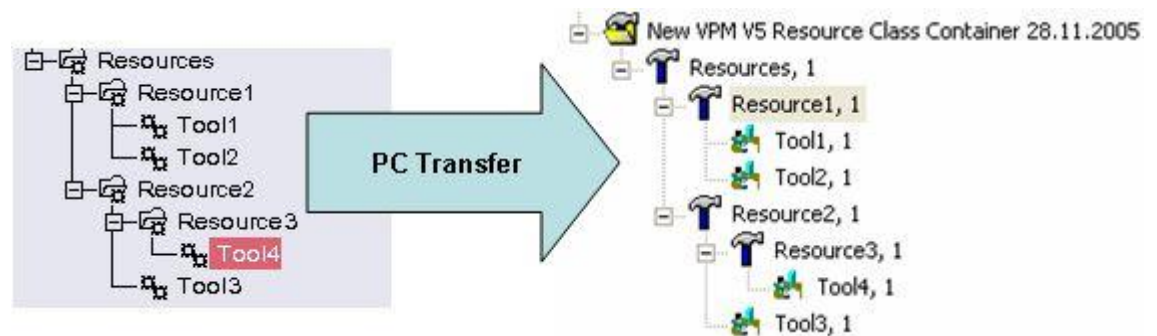 Resources
Resource1
Tool1
Tool2
Resource2
Resource3
Tool4
Tool3
PC Transfer
New VPM V5 Resource Class Container 28.11.2005
Resources, 1
Resource1, 1
Tool1, 1
Tool2, 1
Resource2, 1
Resource3, 1
Tool4, 1
Tool3, 1